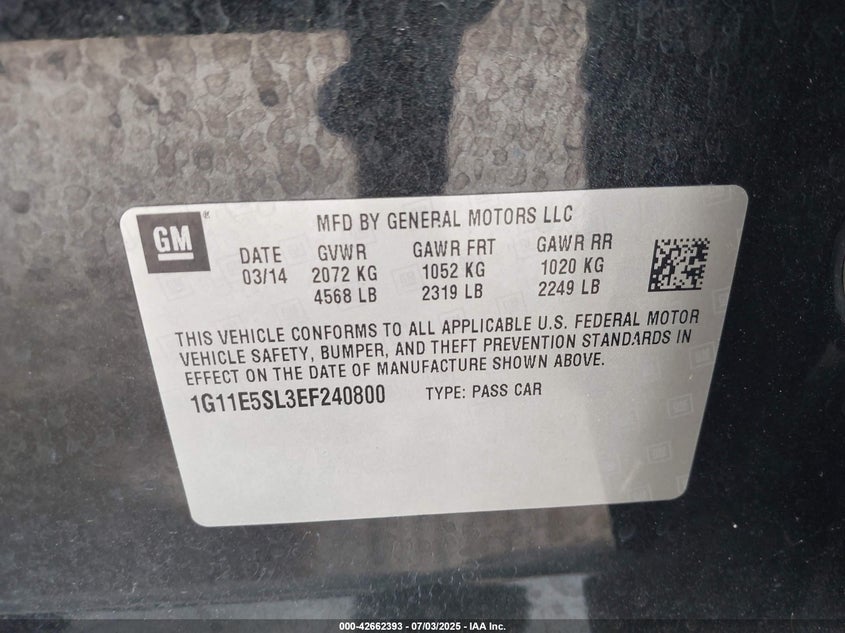 GM ®
MFD BY GENERAL MOTORS LLC
DATE GVWR GAWR FRT GAWR RR
03/14 2072 KG 1052 KG 1020 KG
4568 LB 2319 LB 2249 LB
THIS VEHICLE CONFORMS TO ALL APPLICABLE U.S. FEDERAL MOTOR
VEHICLE SAFETY, BUMPER, AND THEFT PREVENTION STANDARDS IN
EFFECT ON THE DATE OF MANUFACTURE SHOWN ABOVE.
1G11E5SL3EF240800 TYPE: PASS CAR
000-42662393 - 07/03/2025 - IAA Inc.